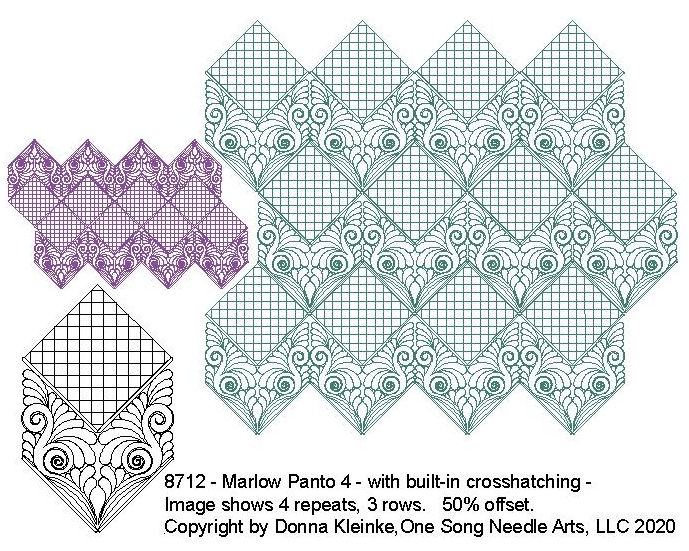 8712 - Marlow Panto 4 - with built-in crosshatching -
Image shows 4 repeats, 3 rows.   50% offset.
Copyright by Donna Kleinke,One Song Needle Arts, LLC 2020